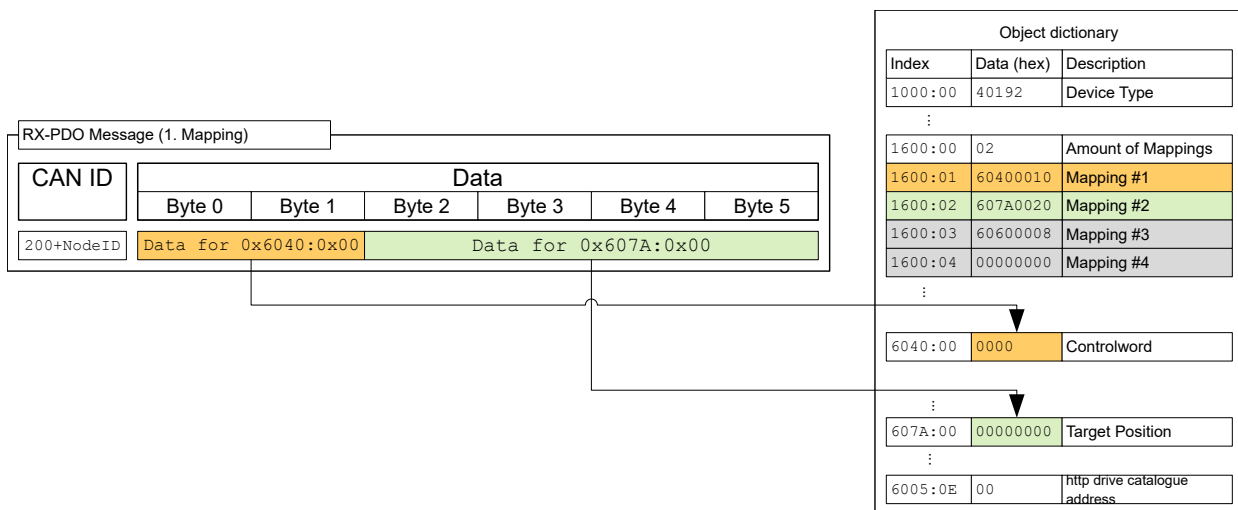 Object dictionary
Index Data (hex) Description
1000:00 40192 Device Type
⋮
1600:00 02 Amount of Mappings
1600:01 60400010 Mapping #1
1600:02 607A0020 Mapping #2
1600:03 60600008 Mapping #3
1600:04 00000000 Mapping #4
⋮
6040:00 0000 Controlword
⋮
607A:00 00000000 Target Position
⋮
6005:0E 00 http drive catalogue
address
RX-PDO Message (1. Mapping)
CAN ID Data
Byte 0 Byte 1 Byte 2 Byte 3 Byte 4 Byte 5
200+NodeID Data for 0x6040:0x00 Data for 0x607A:0x00